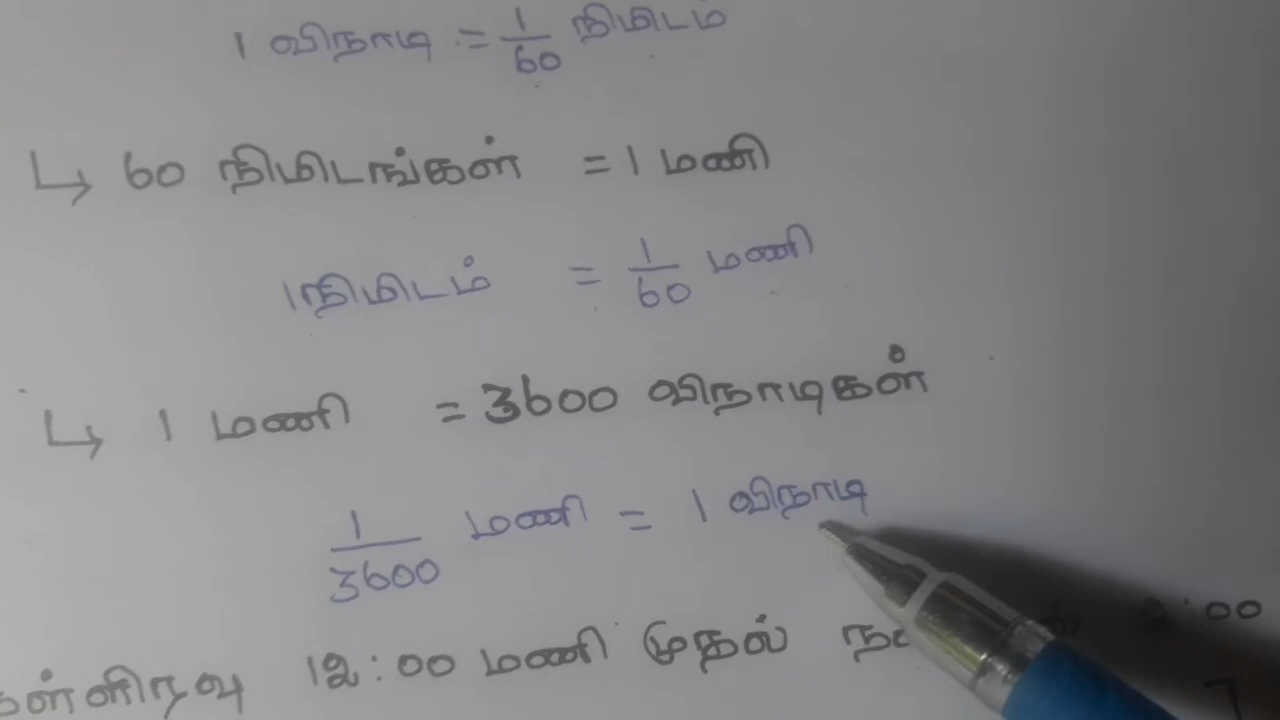 1 விநாடி = 1/60 நிமிடம்
↳ 60 நிமிடங்கள் = 1 மணி
1 நிமிடம் = 1/60 மணி
↳ 1 மணி = 3600 விநாடிகள்
1/3600 மணி = 1 விநாடி
12:00 மணி முதல் :00